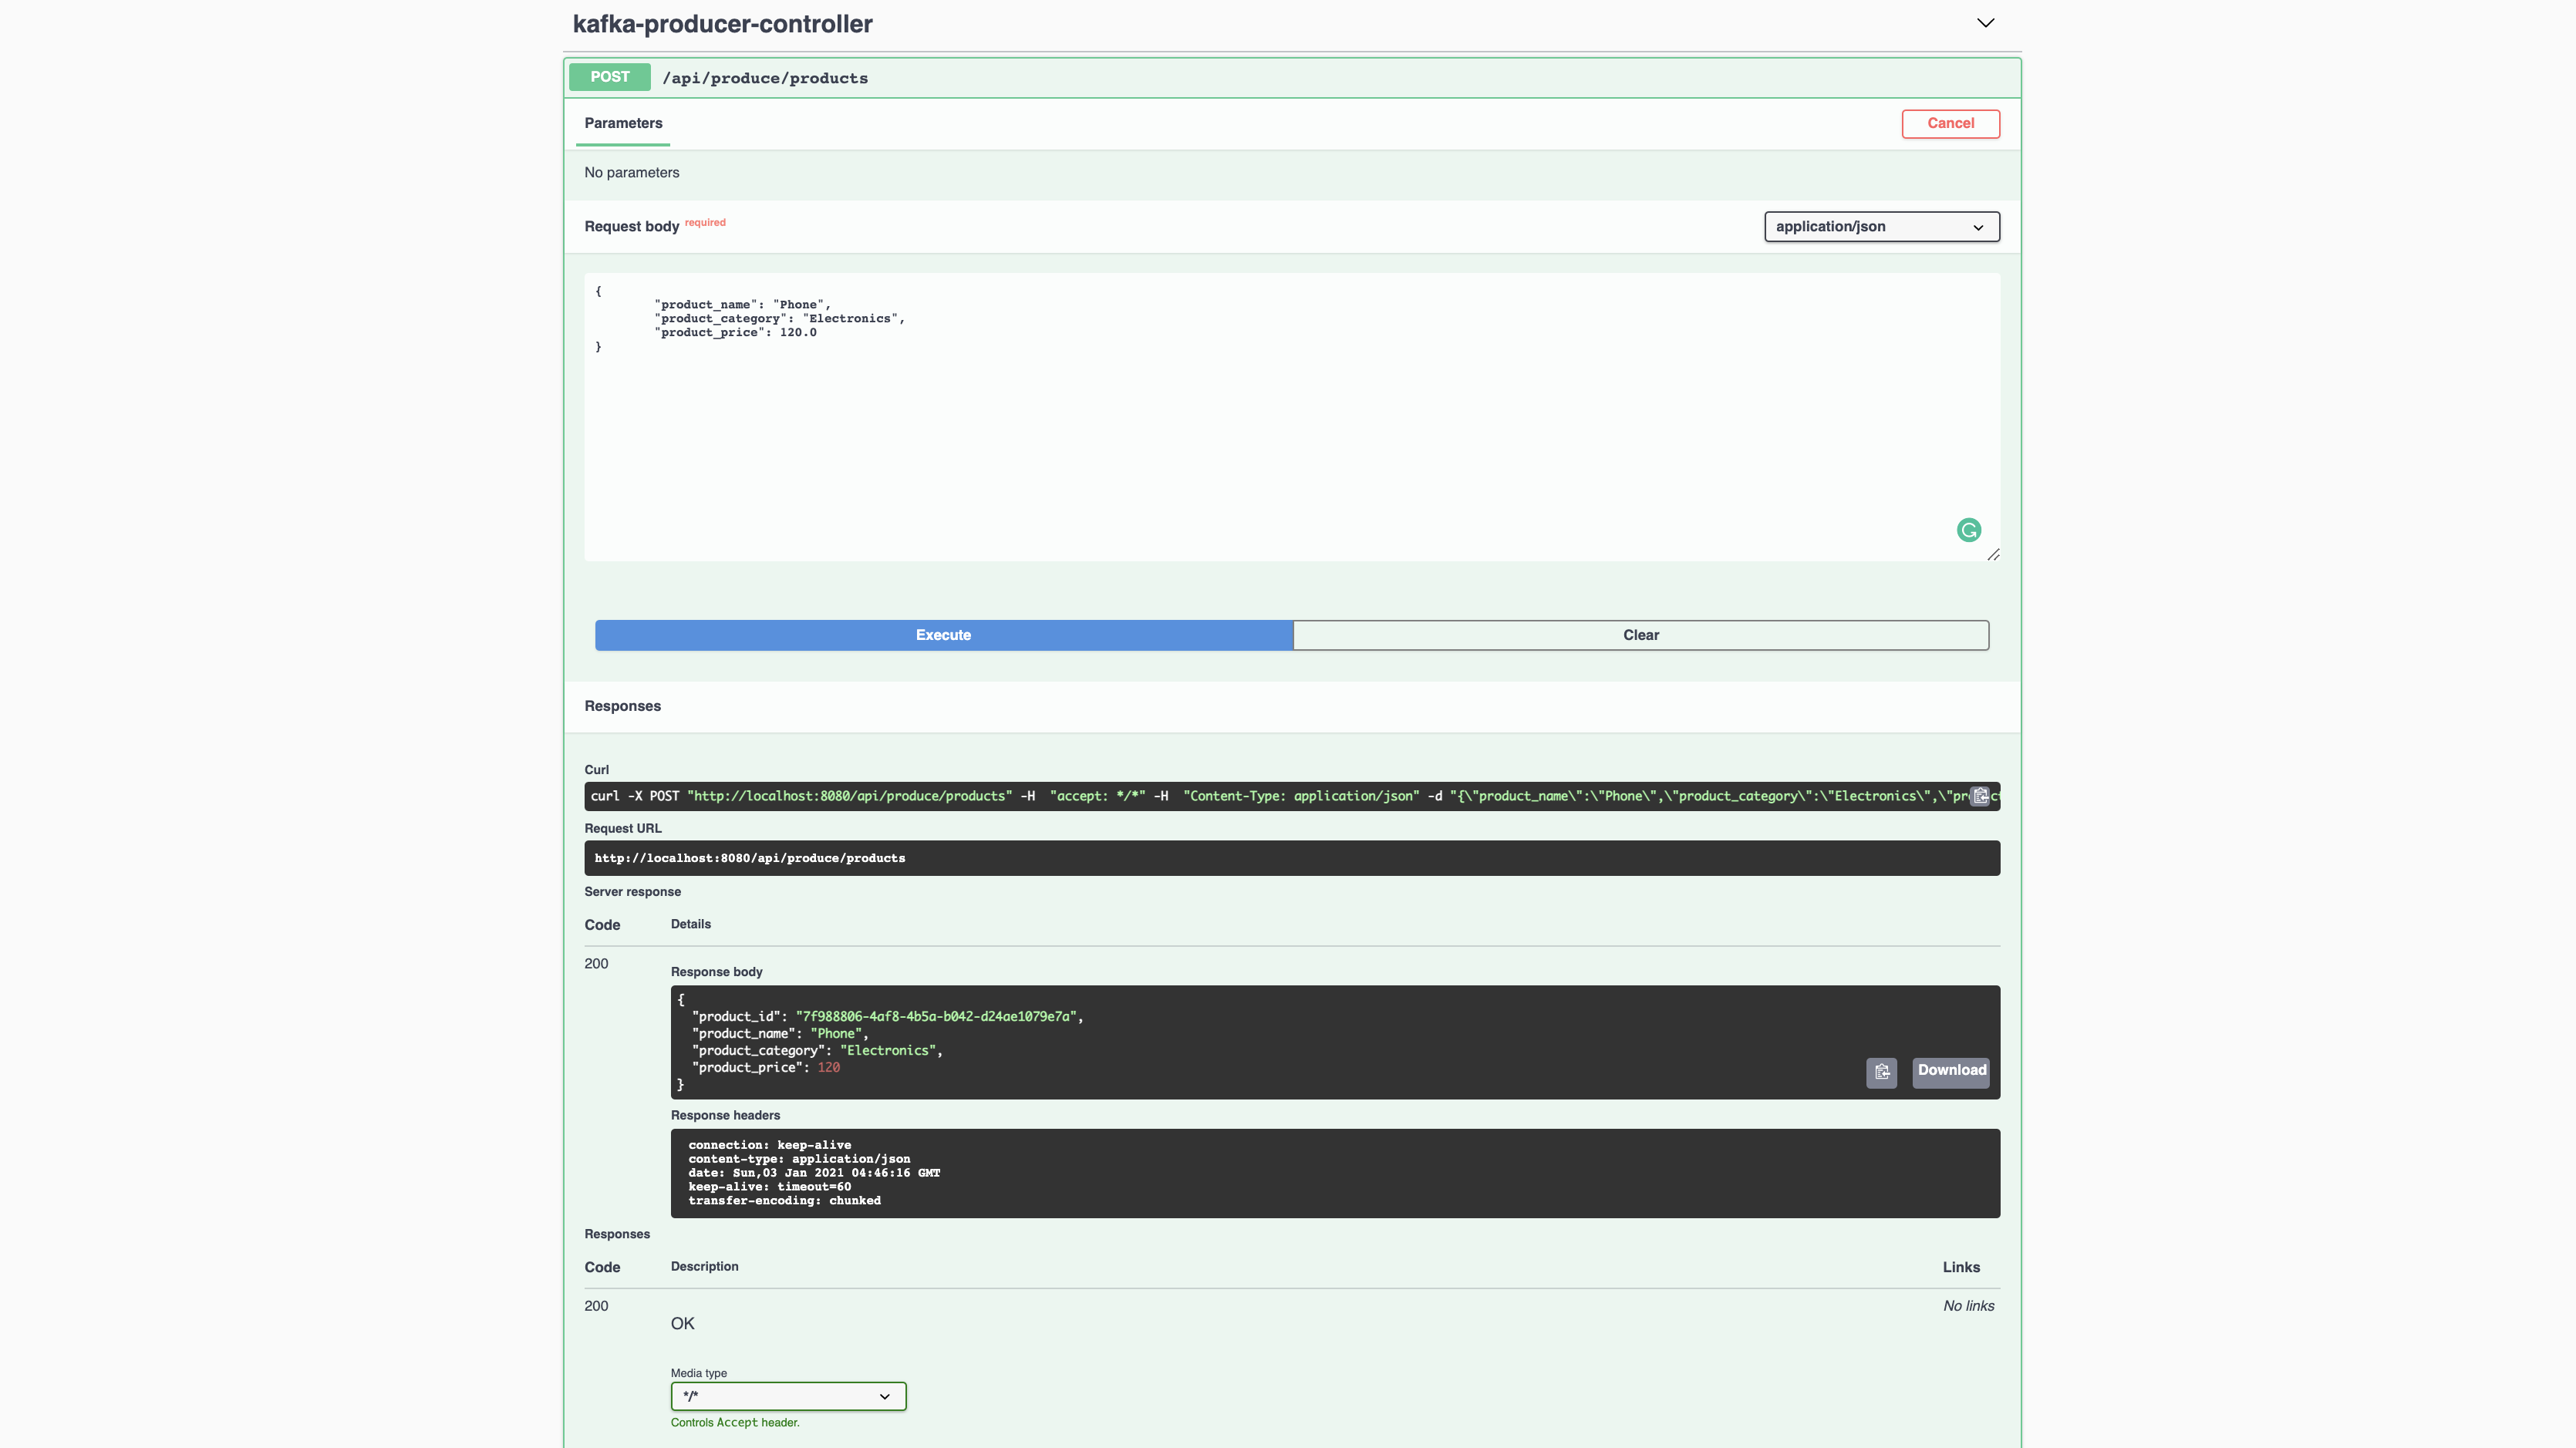 kafka-producer-controller
POST /api/produce/products
Parameters
Cancel
No parameters
Request body required
application/json
{
"product_name": "Phone",
"product_category": "Electronics",
"product_price": 120.0
}
Execute
Clear
Responses
Curl
curl -X POST "http://localhost:8080/api/produce/products" -H  "accept: */*" -H  "Content-Type: application/json" -d "{\"product_name\":\"Phone\",\"product_category\":\"Electronics\",\"pr
Request URL
http://localhost:8080/api/produce/products
Server response
Code Details
200
Response body
{
"product_id": "7f988806-4af8-4b5a-b042-d24ae1079e7a",
"product_name": "Phone",
"product_category": "Electronics",
"product_price": 120
}
Download
Response headers
connection: keep-alive
content-type: application/json
date: Sun,03 Jan 2021 04:46:16 GMT
keep-alive: timeout=60
transfer-encoding: chunked
Responses
Code Description Links
200
OK
No links
Media type
*/*
Controls Accept header.